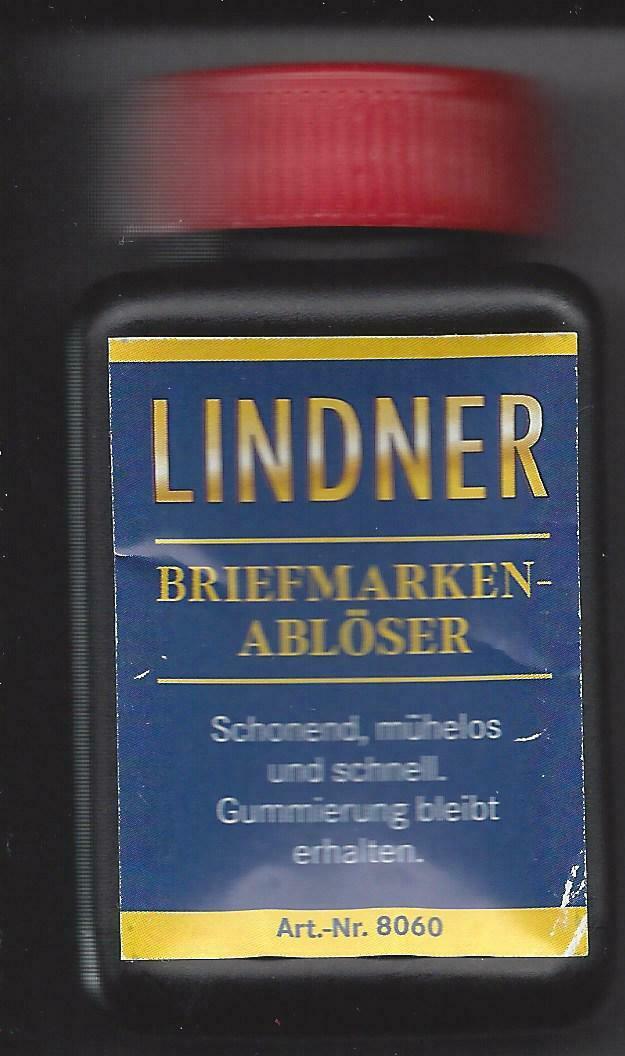 LINDNER
BRIEFMARKEN-
ABLÖSER
Schonend, mühelos
und schnell.
Gummierung bleibt
erhalten.
Art.-Nr. 8060